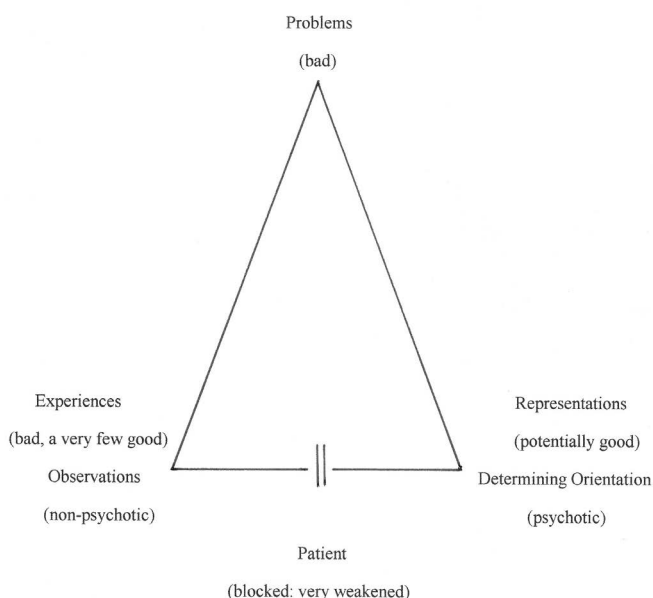 Problems
(bad)
Experiences
(bad, a very few good)
Observations
(non-psychotic)
Representations
(potentially good)
Determining Orientation
(psychotic)
Patient
(blocked: very weakened)